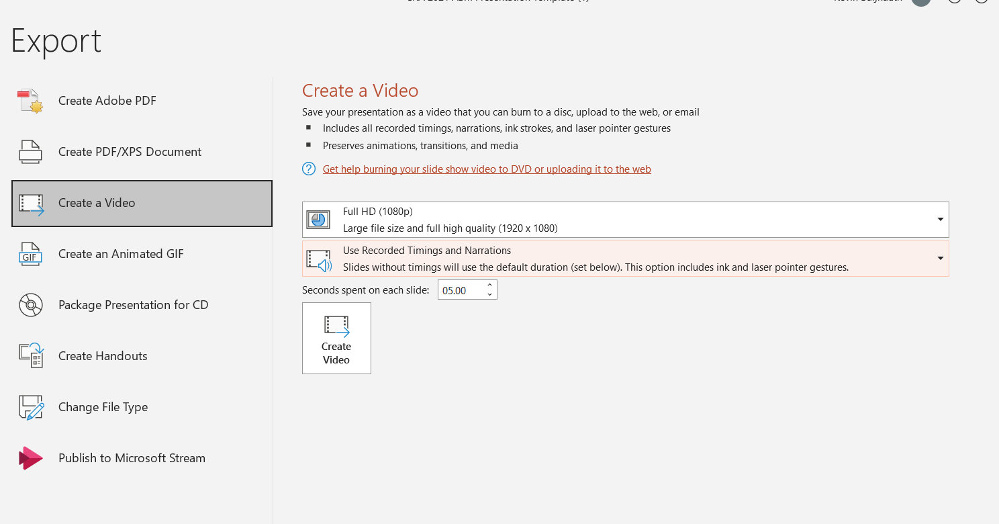 Export
Create Adobe PDF
Create PDF/XPS Document
Create a Video
Create an Animated GIF
GIF
Package Presentation for CD
Create Handouts
Change File Type
Publish to Microsoft Stream
Create a Video
Save your presentation as a video that you can burn to a disc, upload to the web, or email
Includes all recorded timings, narrations, ink strokes, and laser pointer gestures
Preserves animations, transitions, and media
Get help burning your slide show video to DVD or uploading it to the web
Full HD (1080p)
Large file size and full high quality (1920 x 1080)
Use Recorded Timings and Narrations
Slides without timings will use the default duration (set below). This option includes ink and laser pointer gestures.
Seconds spent on each slide: 05.00
Create
Video